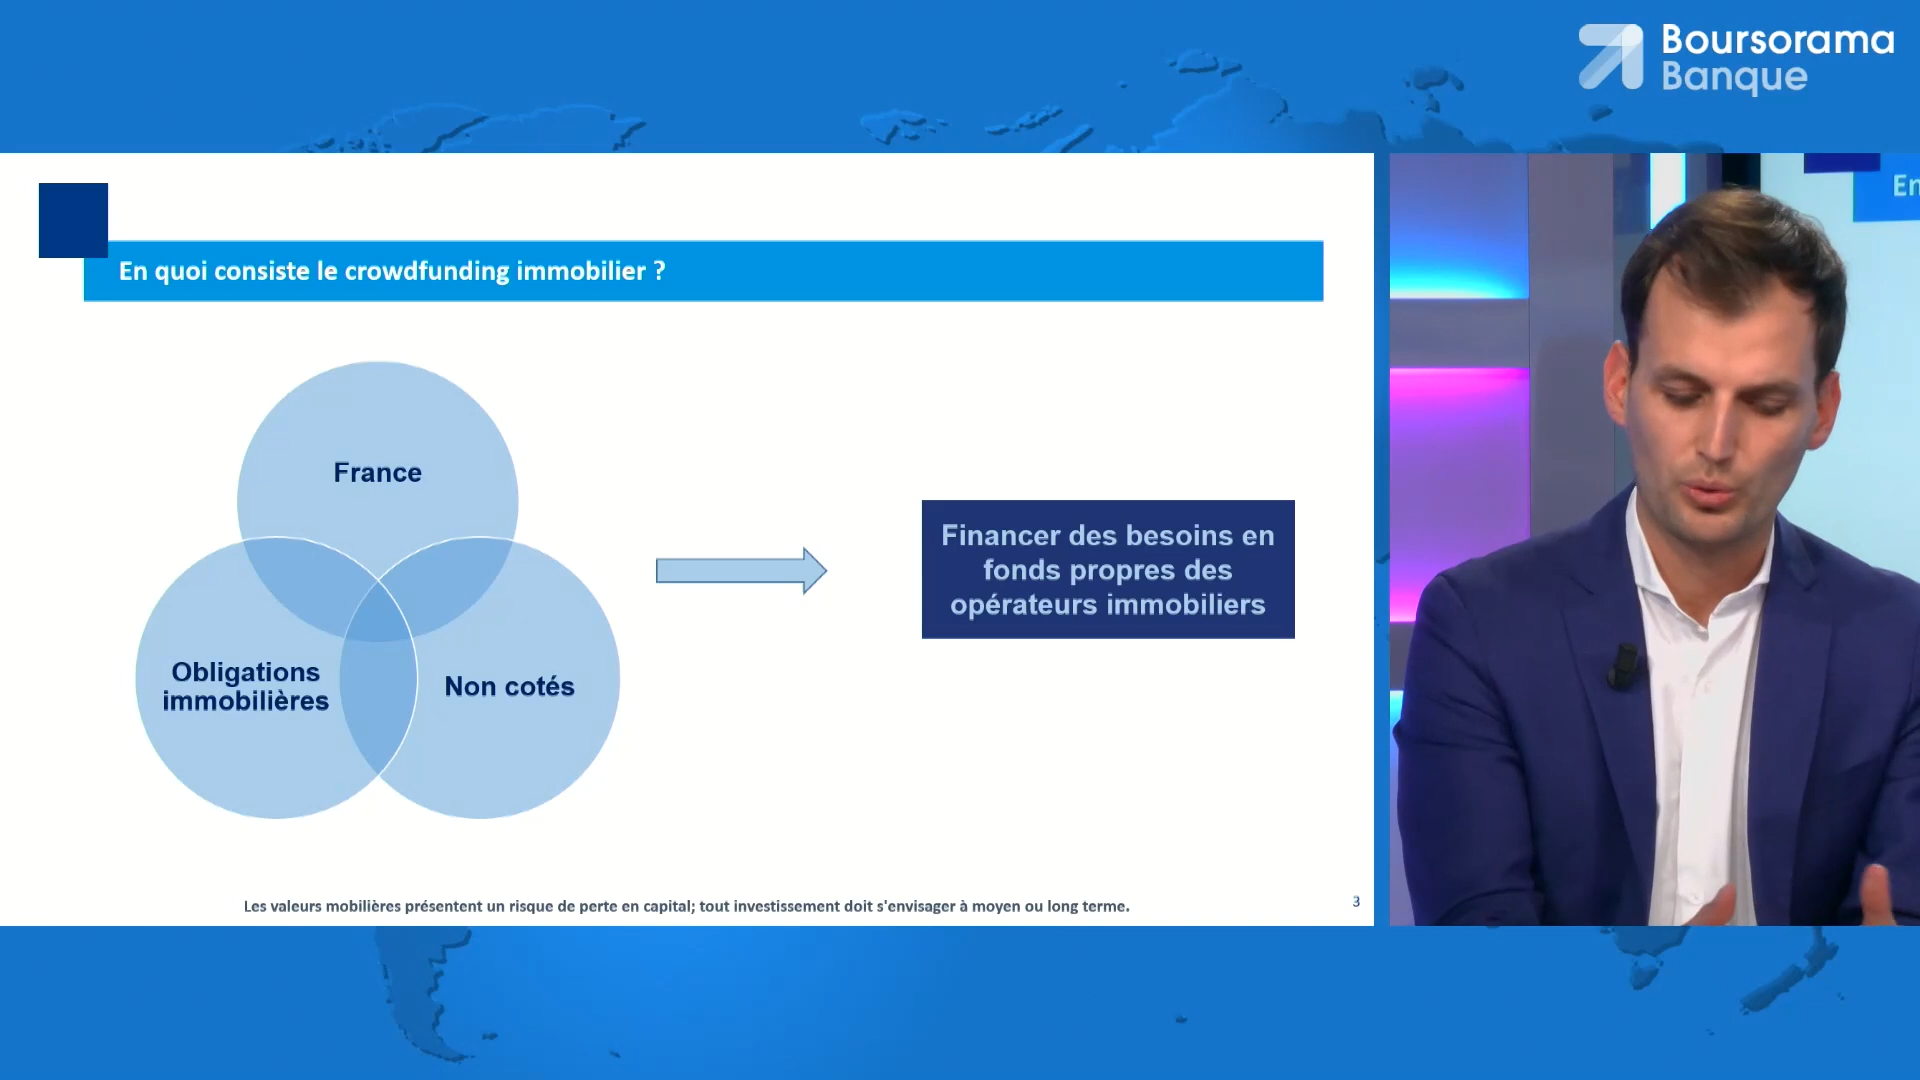 Boursorama
Banque
En quoi consiste le crowdfunding immobilier ?
France
Obligations
immobilières
Non cotés
Financer des besoins en
fonds propres des
opérateurs immobiliers
Les valeurs mobilières présentent un risque de perte en capital; tout investissement doit s'envisager à moyen ou long terme.
3
En